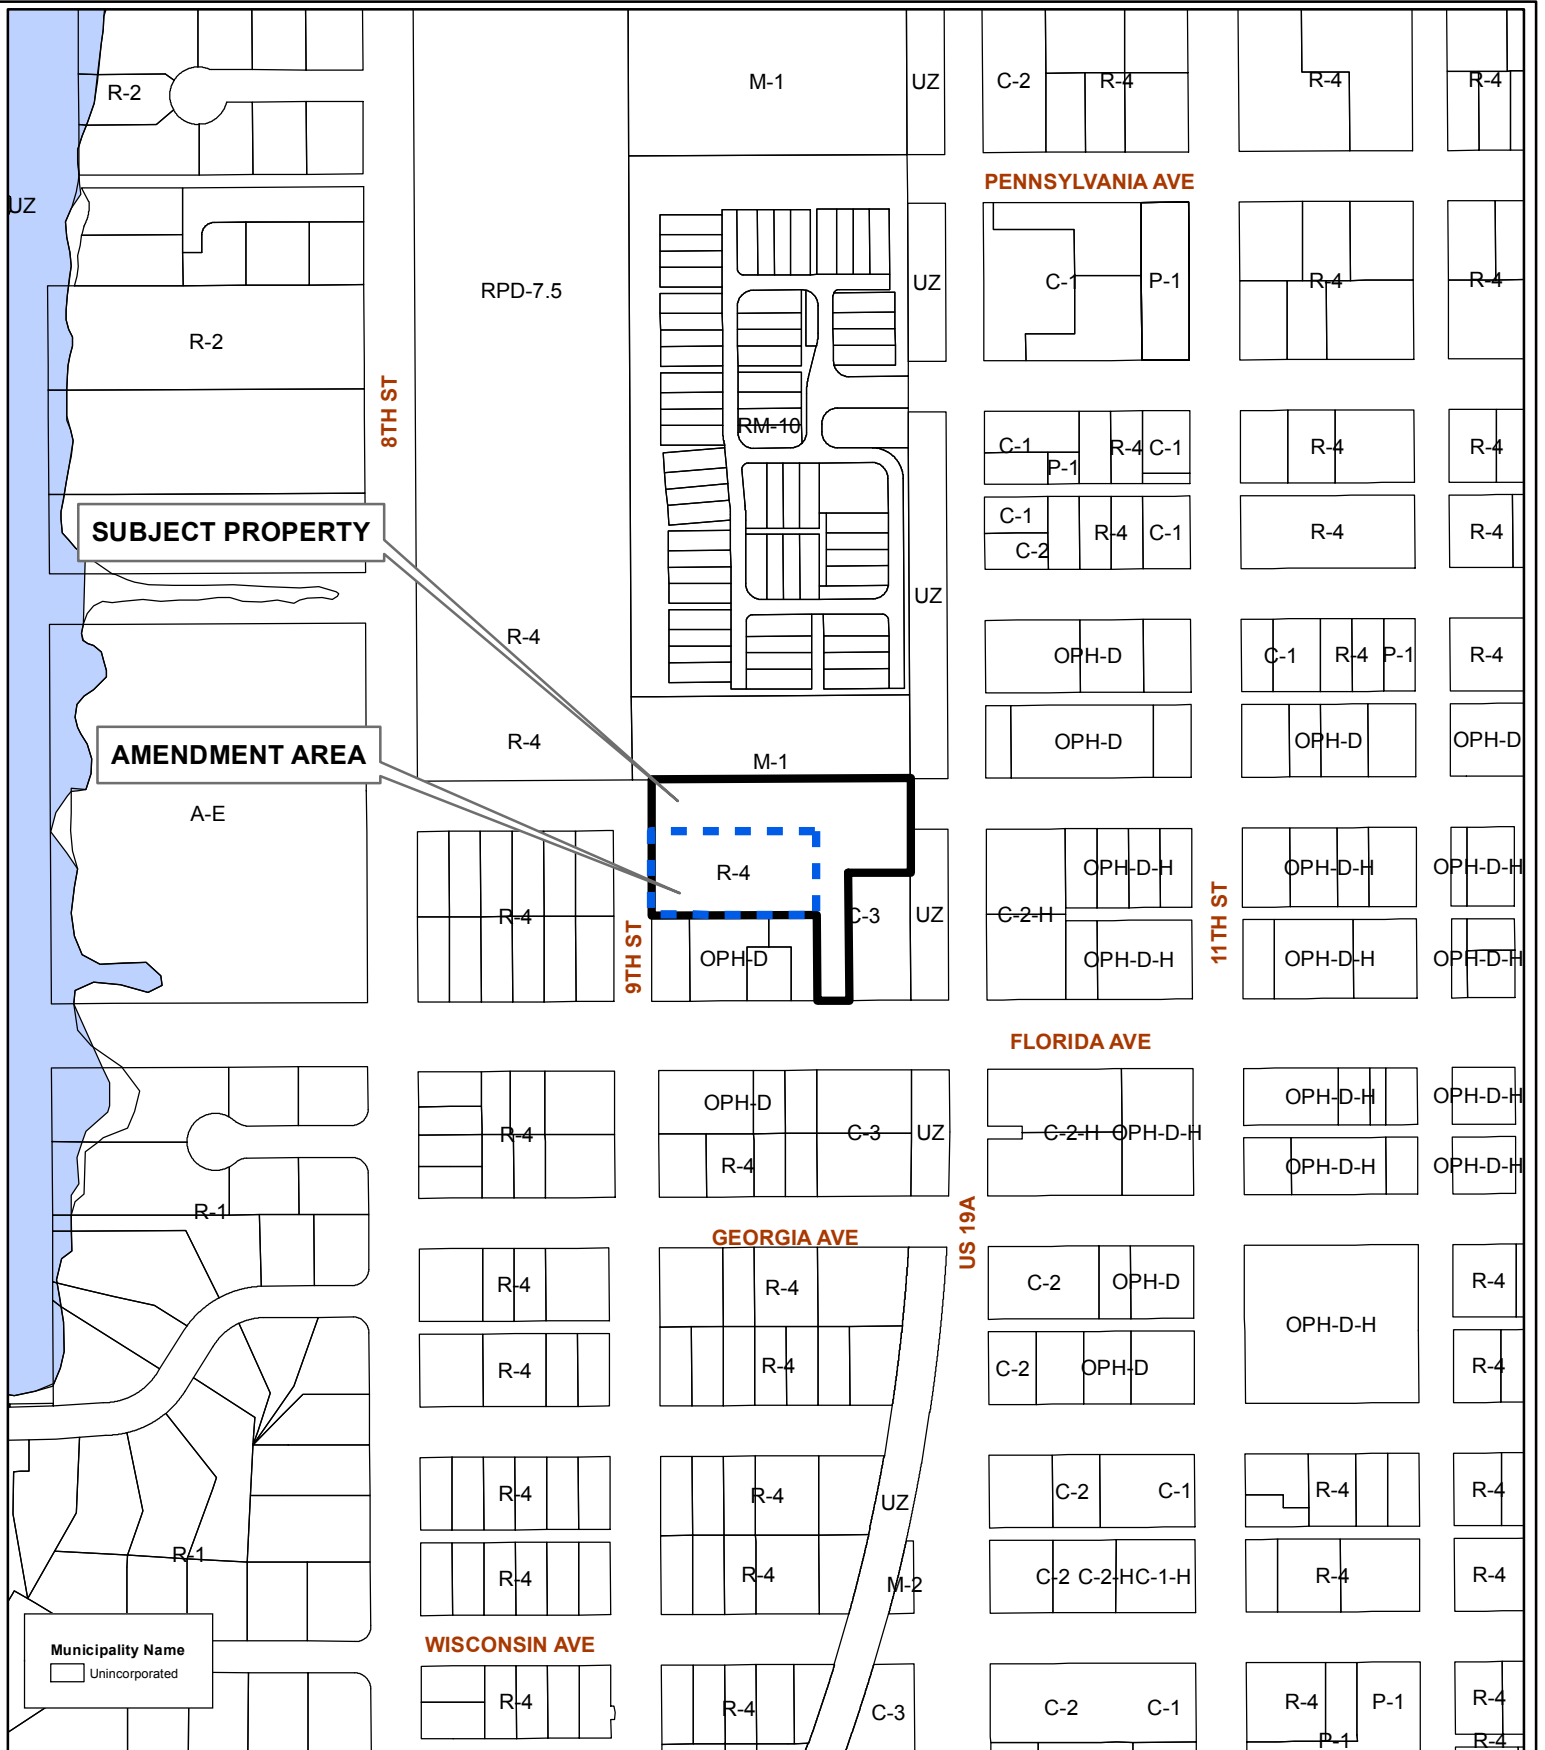 M-1
UZ
C-2
R-4
R-4
R-4
R-2
PENNSYLVANIA AVE
UZ
RPD-7.5
UZ
C-1
P-1
R-4
R-4
R-2
8TH ST
RM-10
C-1
P-1
R-4
C-1
R-4
R-4
SUBJECT PROPERTY
C-1
C-2
R-4
C-1
R-4
R-4
UZ
R-4
OPH-D
C-1
R-4
P-1
R-4
AMENDMENT AREA
R-4
M-1
OPH-D
OPH-D
OPH-D
A-E
R-4
OPH-D-H
OPH-D-H
OPH-D-H
R-4
C-3
UZ
C-2-H
11TH ST
9TH ST
OPH-D
OPH-D-H
OPH-D-H
OPH-D-H
FLORIDA AVE
OPH-D
OPH-D-H
OPH-D-H
R-4
C-3
UZ
C-2-H
OPH-D-H
R-4
OPH-D-H
OPH-D-H
R-1
GEORGIA AVE
US 19A
R-4
R-4
C-2
OPH-D
R-4
OPH-D-H
R-4
R-4
C-2
OPH-D
R-4
R-4
R-4
UZ
C-2
C-1
R-4
R-4
R-1
R-4
R-4
M-2
C-2
C-2-H
C-1-H
R-4
R-4
WISCONSIN AVE
Municipality Name
Unincorporated
R-4
R-4
C-3
C-2
C-1
R-4
P-1
R-4
P-1
R-4